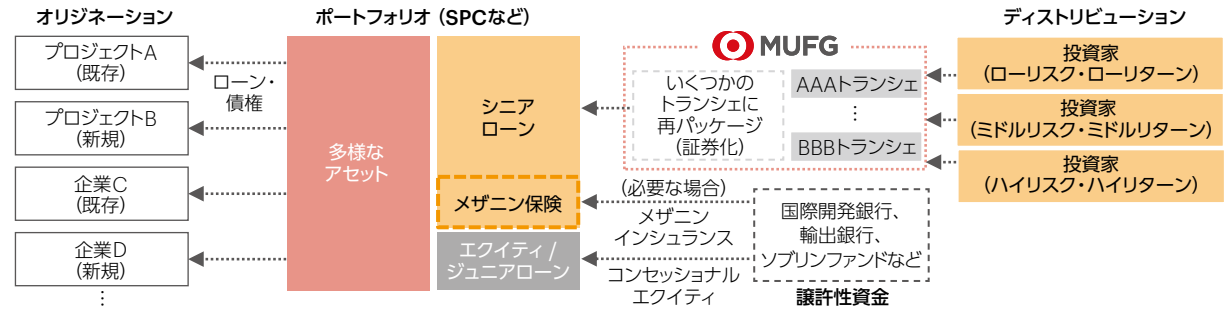 オリジネーション
プロジェクトA
(既存)
プロジェクトB
(新規)
企業C
(既存)
企業D
(新規)
⋮
ローン・
債権
ポートフォリオ(SPCなど)
多様な
アセット
シニア
ローン
メザニン保険
エクイティ /
ジュニアローン
MUFG
いくつかの
トランシェに
再パッケージ
(証券化)
AAAトランシェ
⋮
BBBトランシェ
(必要な場合)
メザニン
インシュランス
コンセッショナル
エクイティ
国際開発銀行、
輸出銀行、
ソブリンファンドなど
譲許性資金
ディストリビューション
投資家
(ローリスク・ローリターン)
投資家
(ミドルリスク・ミドルリターン)
投資家
(ハイリスク・ハイリターン)